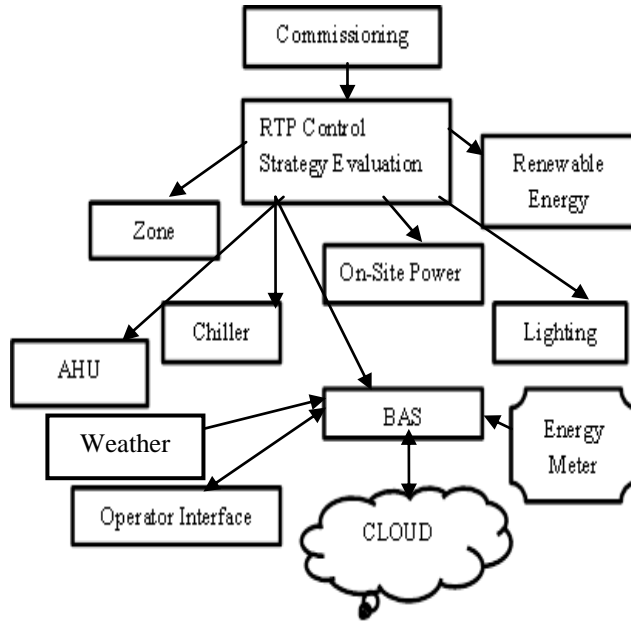 Commissioning
RTP Control
Strategy Evaluation
Renewable
Energy
Zone
On-Site Power
Chiller
Lighting
AHU
BAS
Energy
Meter
Weather
Operator Interface
CLOUD